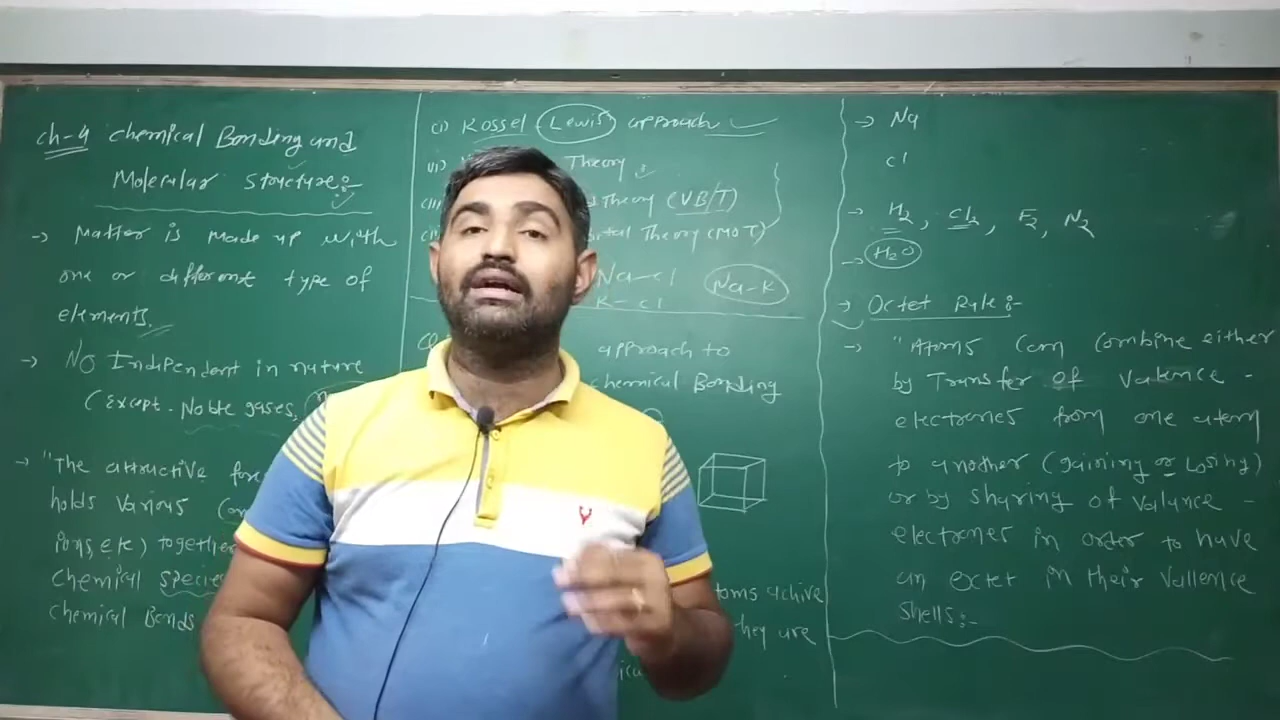 ch-4 chemical Bonding and
Molecular structure:-
→ Matter is made up with
one or different type of
elements.
→ No Independent in nature
(Except. Noble gases,
→ "The attractive
holds various
ions, etc) together
chemical species
chemical Bonds
(i) Kossel Lewis approach
(ii) Theory
(iii) Theory (VBT)
Theory (MOT)
Na-cl Na-K
K-cl
approach to
chemical Bonding
achive
they are
→ Na
cl
→ H2, Cl2, F2, N2
→ H2O
→ Octet Rule:-
→ "Atoms can combine either
by Transfer of valence -
electrones from one atom
to another (gaining or Losing)
or by sharing of valance -
electrones in order to have
an octet in their vallence
shells:-